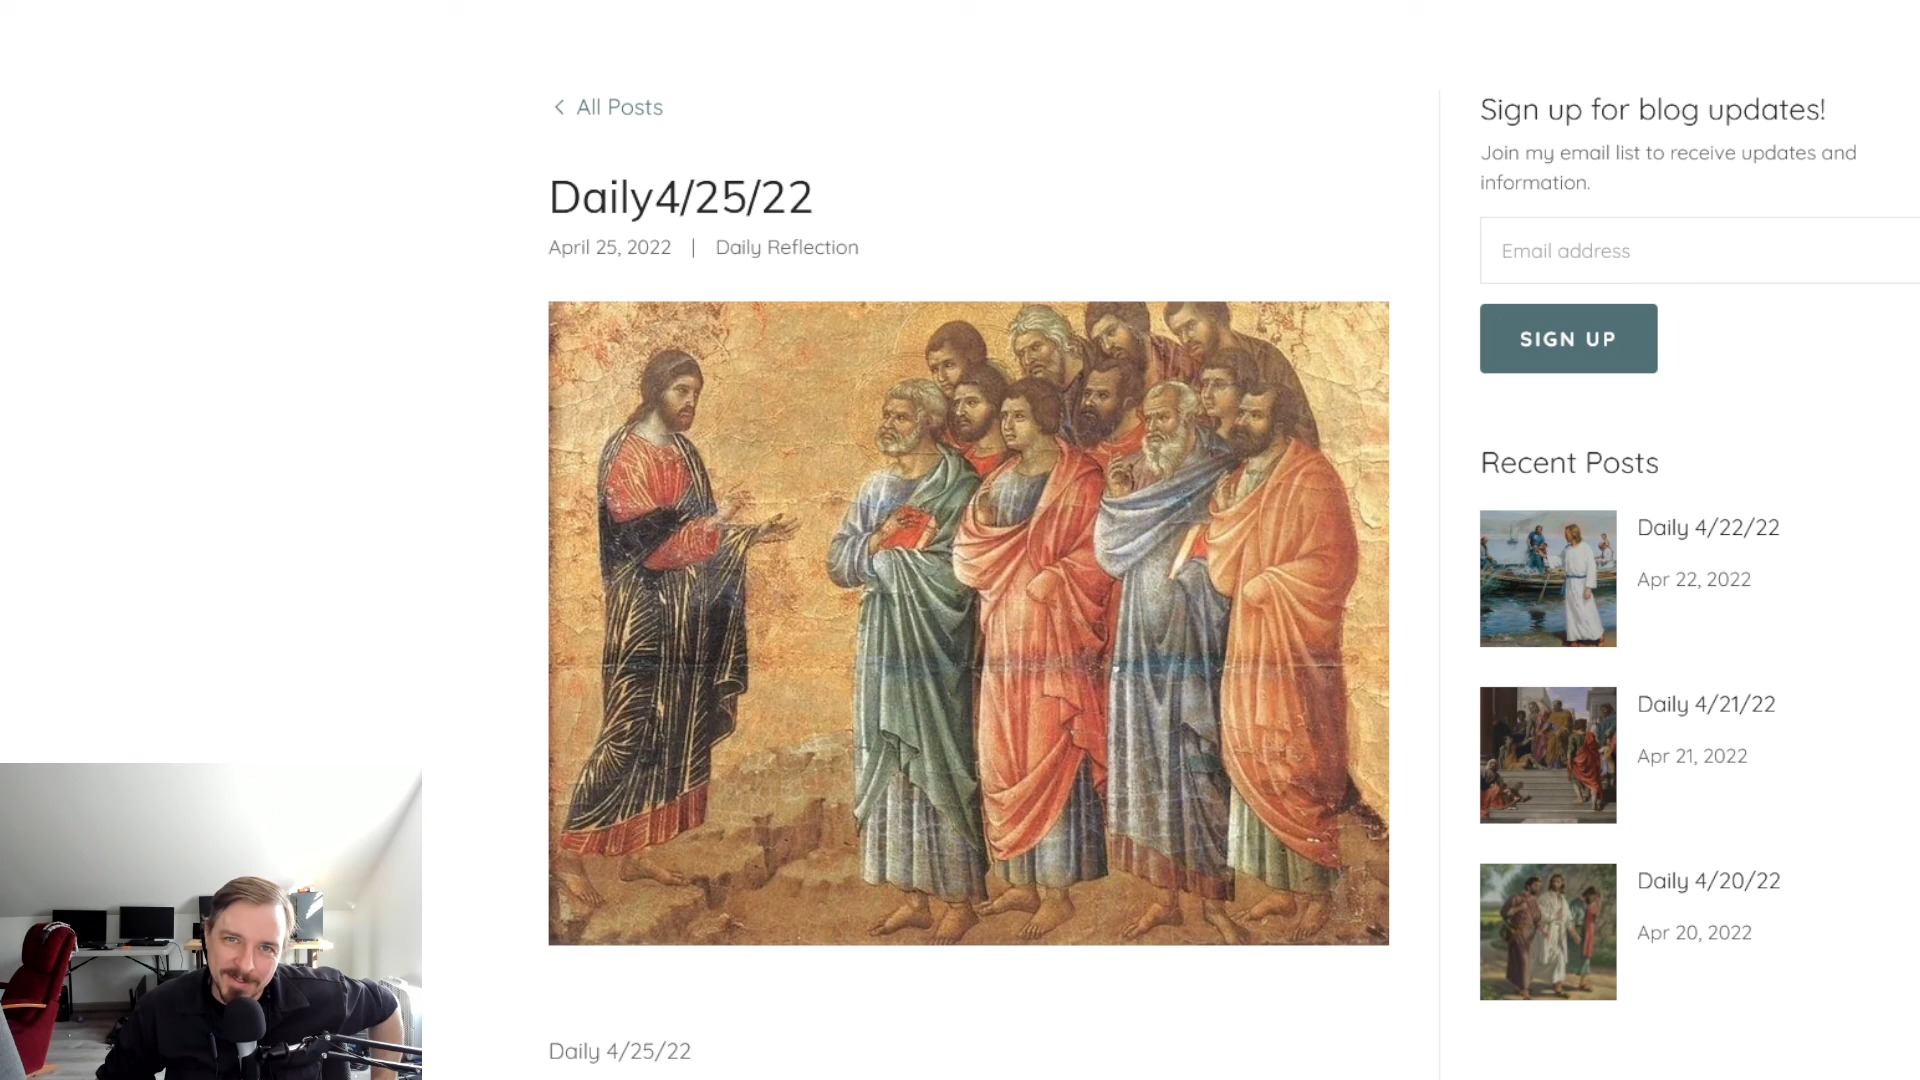 All Posts
Daily4/25/22
April 25, 2022 | Daily Reflection
Daily 4/25/22
Sign up for blog updates!
Join my email list to receive updates and
information.
Email address
SIGN UP
Recent Posts
Daily 4/22/22
Apr 22, 2022
Daily 4/21/22
Apr 21, 2022
Daily 4/20/22
Apr 20, 2022